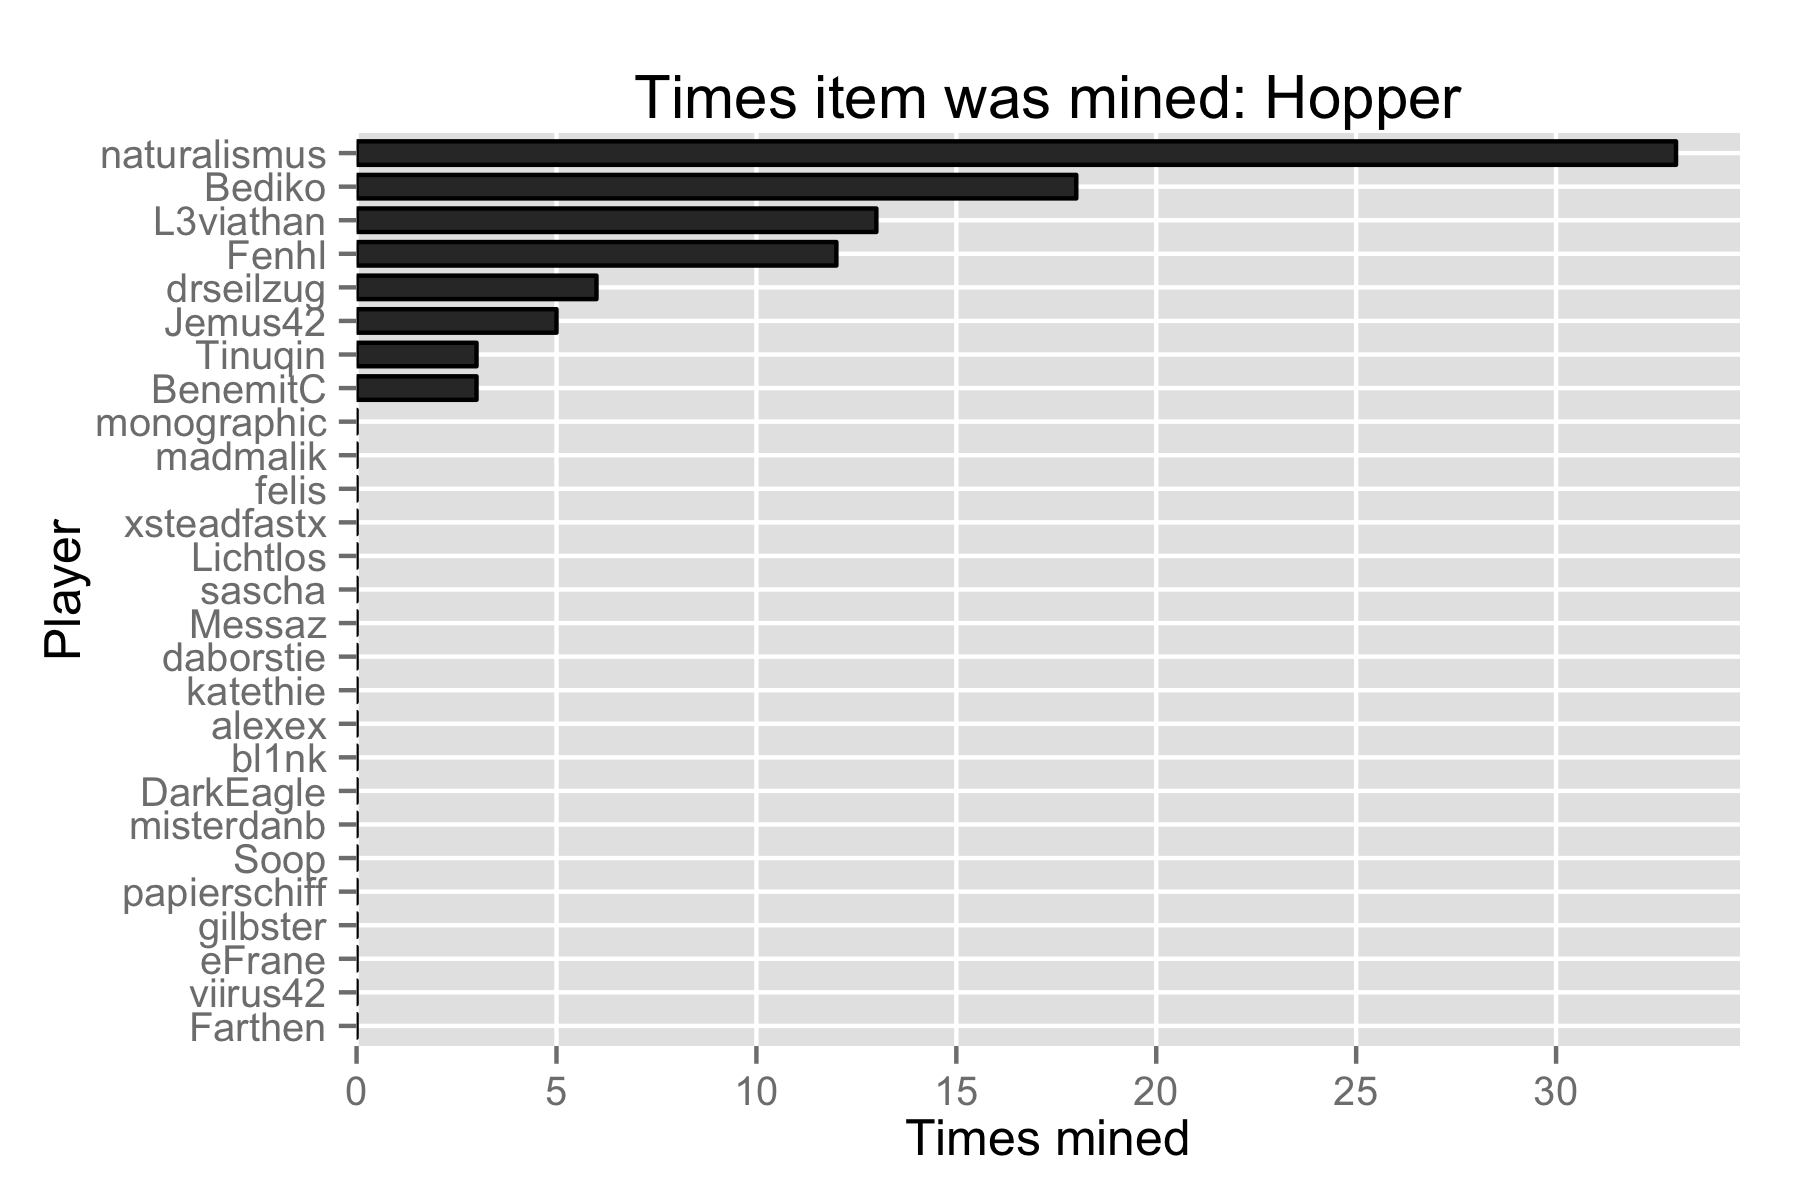 Times item was mined: Hopper
naturalismus
Bediko
L3viathan
Fenhl
drseilzug
Jemus42
Tinuqin
BenemitC
monographic
madmalik
felis
xsteadfastx
Lichtlos
sascha
Messaz
daborstie
katethie
alexex
bl1nk
DarkEagle
misterdanb
Soop
papierschiff
gilbster
eFrane
viirus42
Farthen
Player
0 5 10 15 20 25 30
Times mined